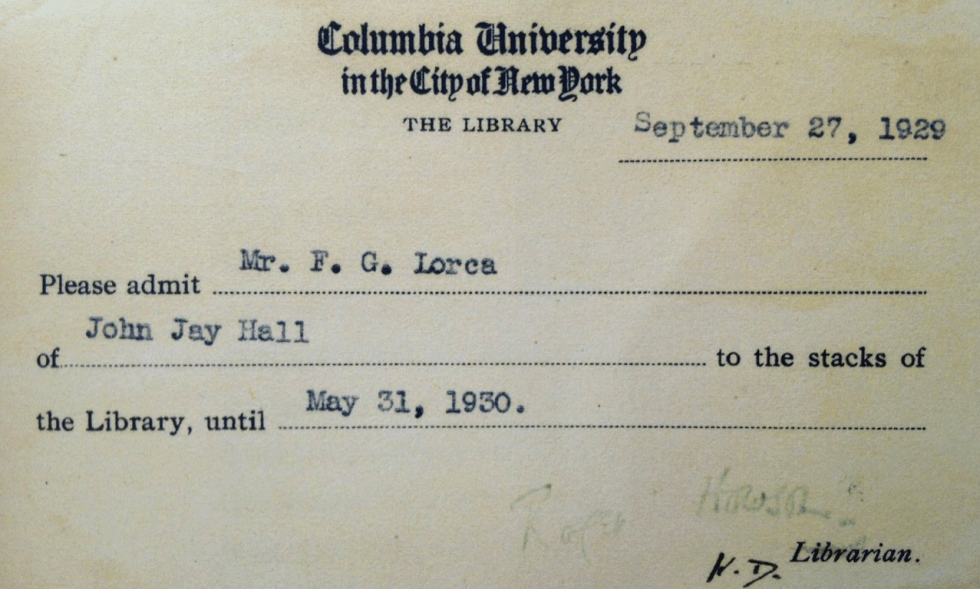 Columbia University
in the City of New York
THE LIBRARY
September 27, 1929
Please admit Mr. F. G. Lorca
of John Jay Hall to the stacks of
the Library, until May 31, 1930.
Librarian.